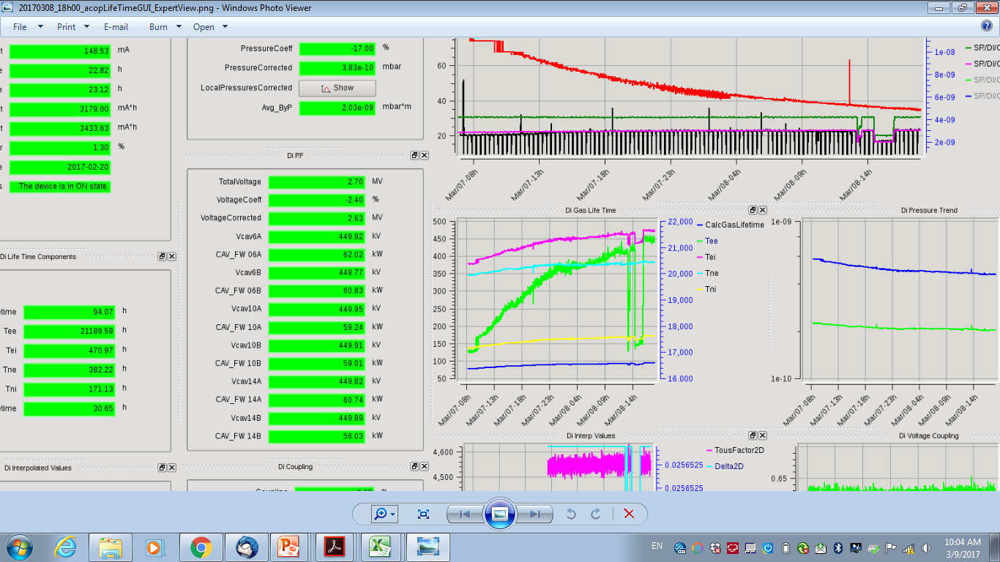 20170308_18h00_acopLifeTimeGUI_ExpertView.png - Windows Photo Viewer
File Print E-mail Burn Open
148.53 mA
22.82 h
23.12 h
3179.00 mA*h
3433.63 mA*h
1.30 %
2017-02-20
The device is in ON state.
Di Life Time Components
etime 94.07 h
Tee 21189.59 h
Tei 470.97 h
Tne 382.22 h
Tni 171.13 h
etime 30.65 h
Di Interpolated Values
PressureCoeff -17.00 %
PressureCorrected 3.83e-10 mbar
LocalPressuresCorrected Show
Avg_ByP 2.03e-09 mbar*m
Di RF
TotalVoltage 2.70 MV
VoltageCoeff -2.40 %
VoltageCorrected 2.63 MV
Vcav6A 449.92 kV
CAV_FW 06A 62.02 kW
Vcav6B 449.77 kV
CAV_FW 06B 60.83 kW
Vcav10A 449.95 kV
CAV_FW 10A 59.24 kW
Vcav10B 449.91 kV
CAV_FW 10B 59.01 kW
Vcav14A 449.82 kV
CAV_FW 14A 60.74 kW
Vcav14B 449.89 kV
CAV_FW 14B 56.03 kW
Di Coupling
60
40
20
1e-08
8e-09
6e-09
4e-09
2e-09
SR/DI/C
SR/DI/C
SR/DI/C
SR/DI/C
Mar/07-08h Mar/07-13h Mar/07-18h Mar/07-23h Mar/08-04h Mar/08-09h Mar/08-14h
Di Gas Life Time
500
450
400
350
300
250
200
150
100
50
22,000
21,000
20,000
19,000
18,000
17,000
16.000
CalcGasLifetime
Tee
Tei
Tne
Tni
Mar/07-08h Mar/07-13h Mar/07-18h Mar/07-23h Mar/08-04h Mar/08-09h Mar/08-14h
Di Pressure Trend
1e-09
1e-10
Mar/07-08h Mar/07-13h Mar/07-18h Mar/07-23h Mar/08-04h Mar/08-09h Mar/08-14h
Di Interp Values
4,600
4,500
0.0256525
0.0256525
TousFactor2D
Delta2D
Di Voltage Coupling
0.65
EN
10:04 AM
3/9/2017